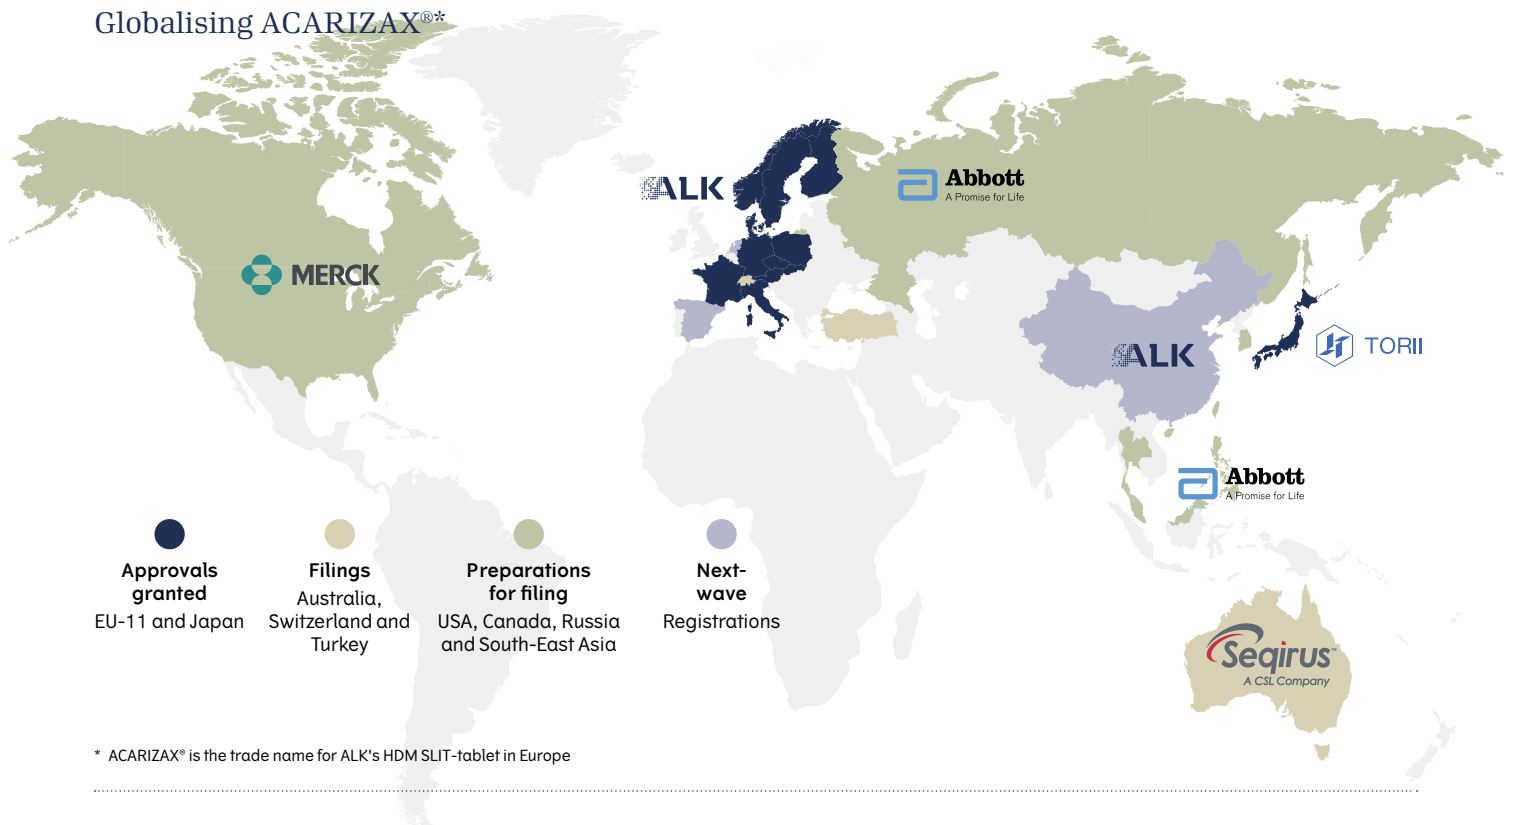 Globalising ACARIZAX®*
ALK
Abbott
A Promise for Life
MERCK
ALK
TORII
Abbott
A Promise for Life
Approvals
granted
EU-11 and Japan
Filings
Australia,
Switzerland and
Turkey
Preparations
for filing
USA, Canada, Russia
and South-East Asia
Next-
wave
Registrations
Seqirus™
A CSL Company
* ACARIZAX® is the trade name for ALK's HDM SLIT-tablet in Europe